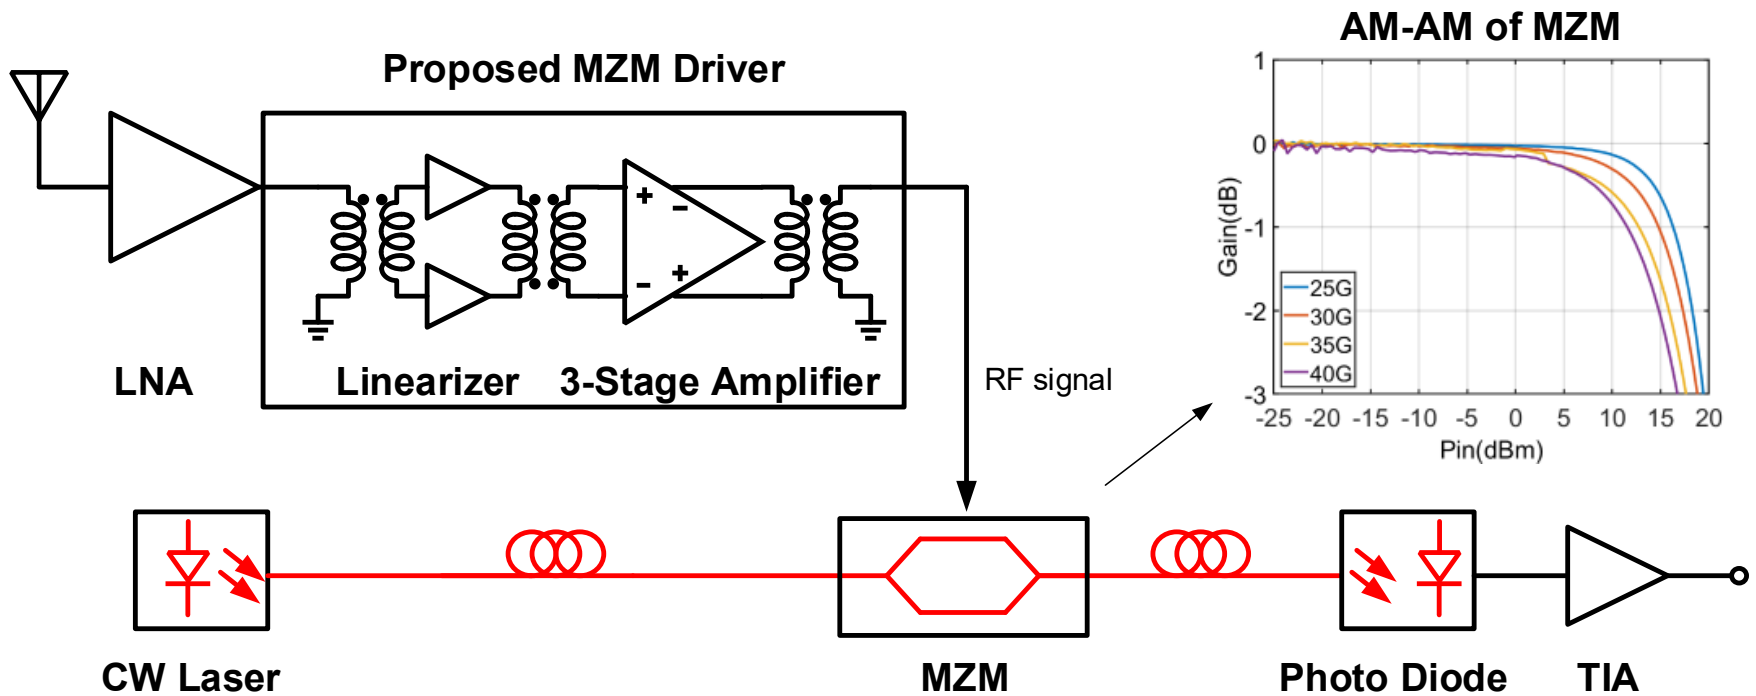 AM-AM of MZM
Proposed MZM Driver
1
0
-1
-2
-3
Gain(dB)
25G
30G
35G
40G
-25 -20 -15 -10 -5 0 5 10 15 20
Pin(dBm)
+ -
- +
LNA
Linearizer
3-Stage Amplifier
RF signal
CW Laser
MZM
Photo Diode
TIA